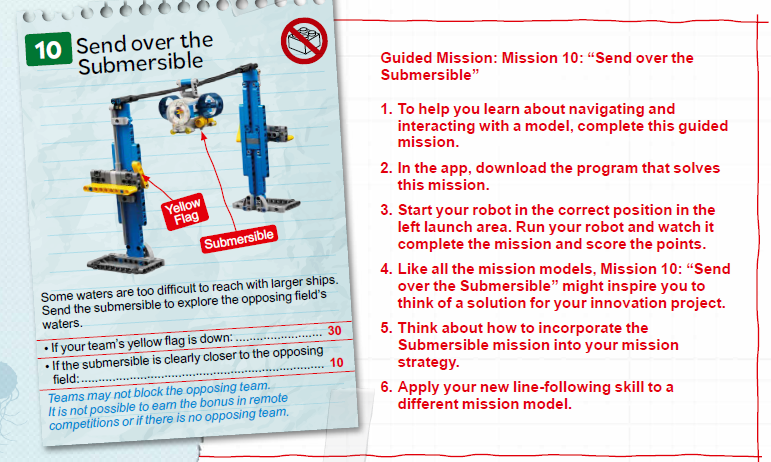 10 Send over the
Submersible
Yellow
Flag
Submersible
Some waters are too difficult to reach with larger ships.
Send the submersible to explore the opposing field's
waters.
• If your team's yellow flag is down: ........................ 30
• If the submersible is clearly closer to the opposing
field:.................................................................... 10
Teams may not block the opposing team.
It is not possible to earn the bonus in remote
competitions or if there is no opposing team.
Guided Mission: Mission 10: “Send over the
Submersible”
1. To help you learn about navigating and
interacting with a model, complete this guided
mission.
2. In the app, download the program that solves
this mission.
3. Start your robot in the correct position in the
left launch area. Run your robot and watch it
complete the mission and score the points.
4. Like all the mission models, Mission 10: “Send
over the Submersible” might inspire you to
think of a solution for your innovation project.
5. Think about how to incorporate the
Submersible mission into your mission
strategy.
6. Apply your new line-following skill to a
different mission model.